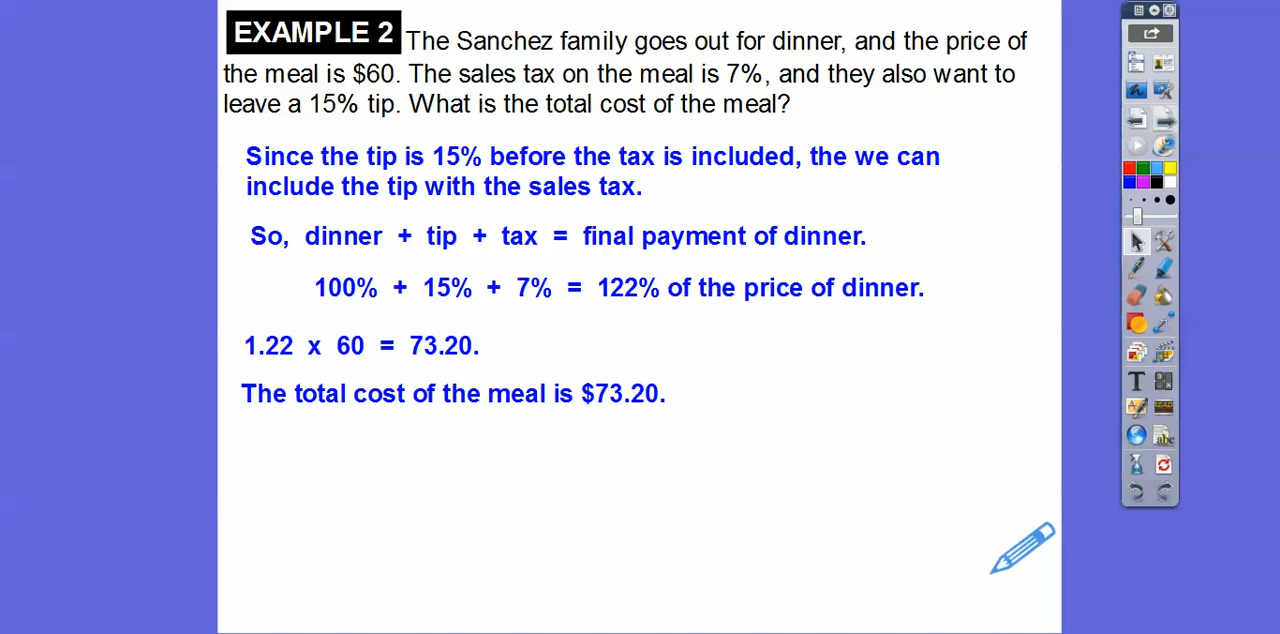 EXAMPLE 2 The Sanchez family goes out for dinner, and the price of
the meal is $60. The sales tax on the meal is 7%, and they also want to
leave a 15% tip. What is the total cost of the meal?
Since the tip is 15% before the tax is included, the we can
include the tip with the sales tax.
So, dinner + tip + tax = final payment of dinner.
100% + 15% + 7% = 122% of the price of dinner.
1.22 x 60 = 73.20.
The total cost of the meal is $73.20.
T
abc